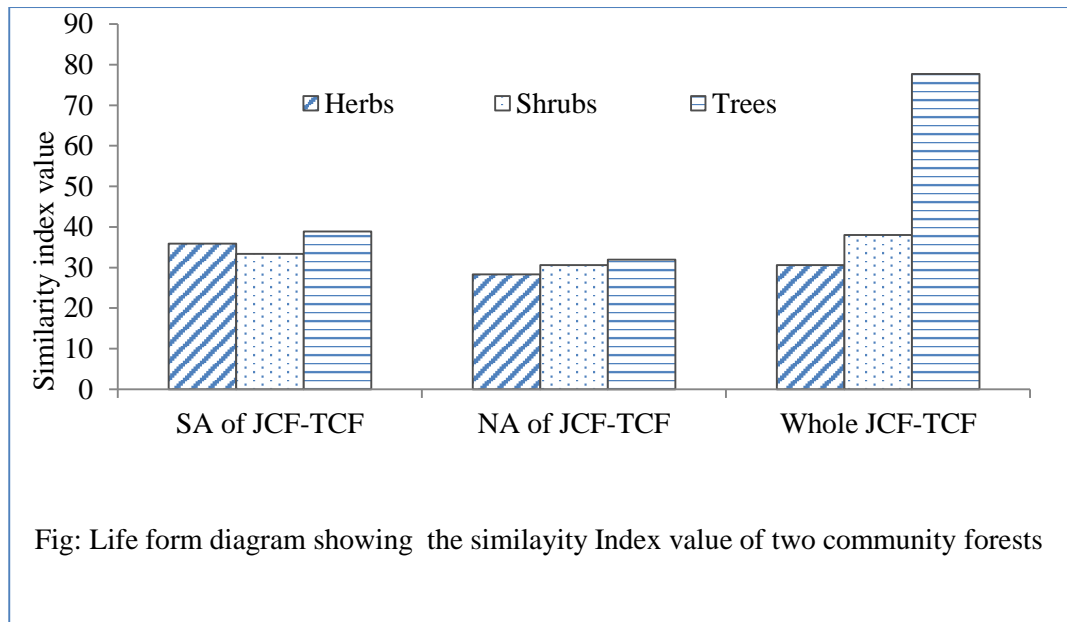 90
80
70
60
50
40
30
20
10
0
Similarity index value
Herbs Shrubs Trees
SA of JCF-TCF NA of JCF-TCF Whole JCF-TCF
Fig: Life form diagram showing the similayity Index value of two community forests